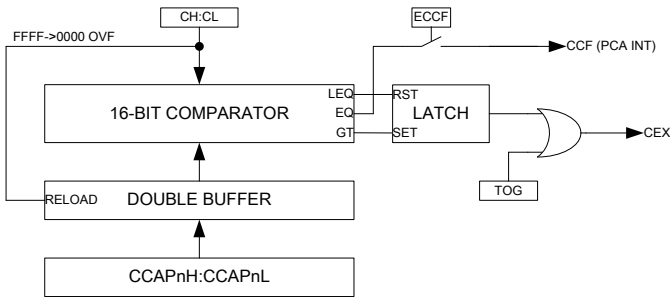 CH:CL
ECCF
FFFF->0000 OVF
CCF (PCA INT)
LEQ
RST
16-BIT COMPARATOR
EQ
LATCH
GT
SET
CEX
RELOAD
DOUBLE BUFFER
TOG
CCAPnH:CCAPnL